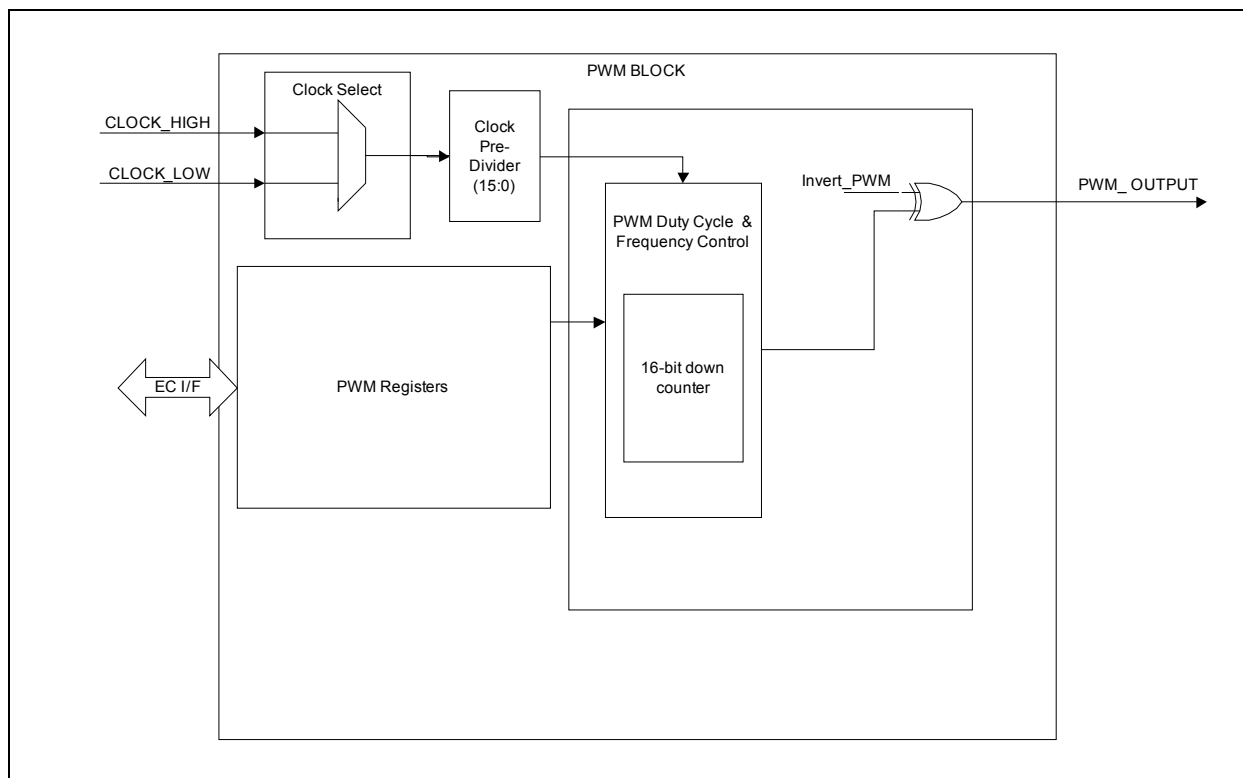 PWM BLOCK
Clock Select
CLOCK_HIGH
CLOCK_LOW
Clock
Pre-
Divider
(15:0)
Invert_PWM
PWM_ OUTPUT
PWM Duty Cycle &
Frequency Control
16-bit down
counter
PWM Registers
EC I/F